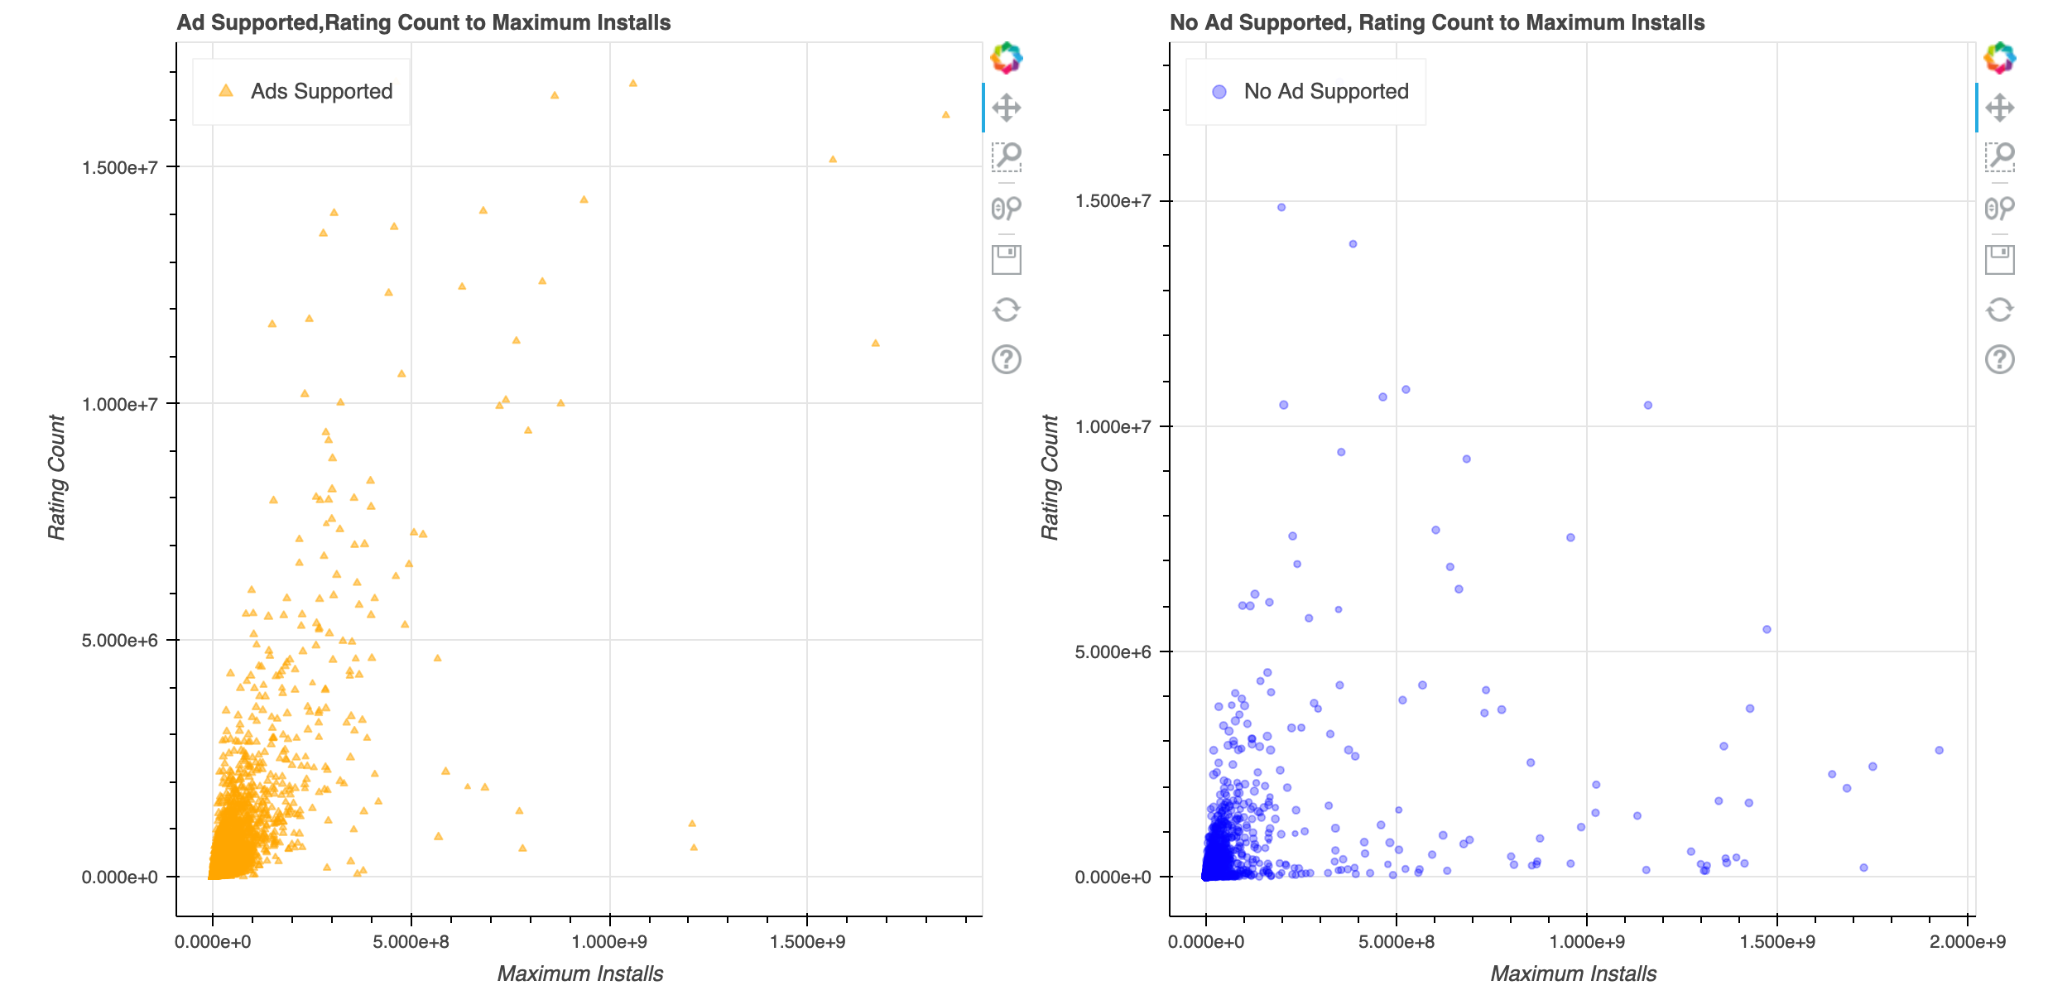 Ad Supported,Rating Count to Maximum Installs
Ads Supported
1.500e+7
1.000e+7
5.000e+6
0.000e+0
Rating Count
0.000e+0
5.000e+8
1.000e+9
1.500e+9
Maximum Installs
No Ad Supported, Rating Count to Maximum Installs
No Ad Supported
1.500e+7
1.000e+7
5.000e+6
0.000e+0
Rating Count
0.000e+0
5.000e+8
1.000e+9
1.500e+9
2.000e+9
Maximum Installs